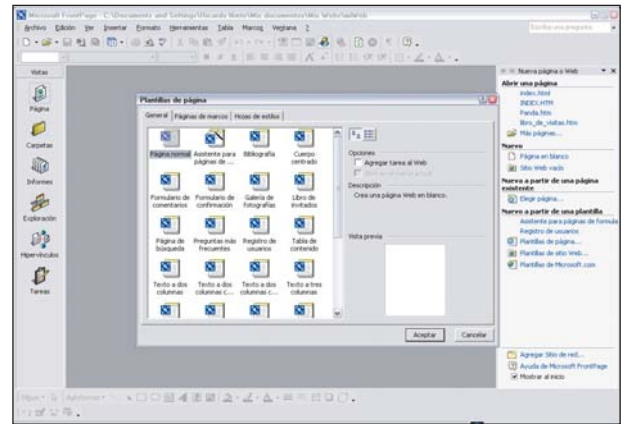 Microsoft FrontPage - C:\Documents and Settings\Ricardo Nieto\Mis documentos\Mis Webs\miWeb
Archivo Edición Ver Insertar Formato Herramientas Tabla Marcos Ventana ?
Escriba una pregunta
Vistas
Página
Carpetas
Informes
Exploración
Hipervínculos
Tareas
Plantillas de página
General Páginas de marcos Hojas de estilos
Página normal
Asistente para páginas de ...
Bibliografía
Cuerpo centrado
Formulario de comentarios
Formulario de confirmación
Galería de fotografías
Libro de invitados
Página de búsqueda
Preguntas más frecuentes
Registro de usuarios
Tabla de contenido
Texto a dos columnas
Texto a dos columnas c...
Texto a dos columnas c...
Texto a tres columnas
Opciones
Agregar tarea al Web
Descripción
Crea una página Web en blanco.
Vista previa
Aceptar
Cancelar
Nueva página o Web
Abrir una página
index.html
INDEX.HTM
Panda.htm
libro_de_visitas.htm
Más páginas...
Nuevo
Página en blanco
Sitio Web vacío
Nuevo a partir de una página existente
Elegir página...
Nuevo a partir de una plantilla
Asistente para páginas de formula
Registro de usuarios
Plantillas de página...
Plantillas de sitio Web...
Plantillas de Microsoft.com
Agregar Sitio de red...
Ayuda de Microsoft FrontPage
Mostrar al inicio
Dibujar
Autoformas